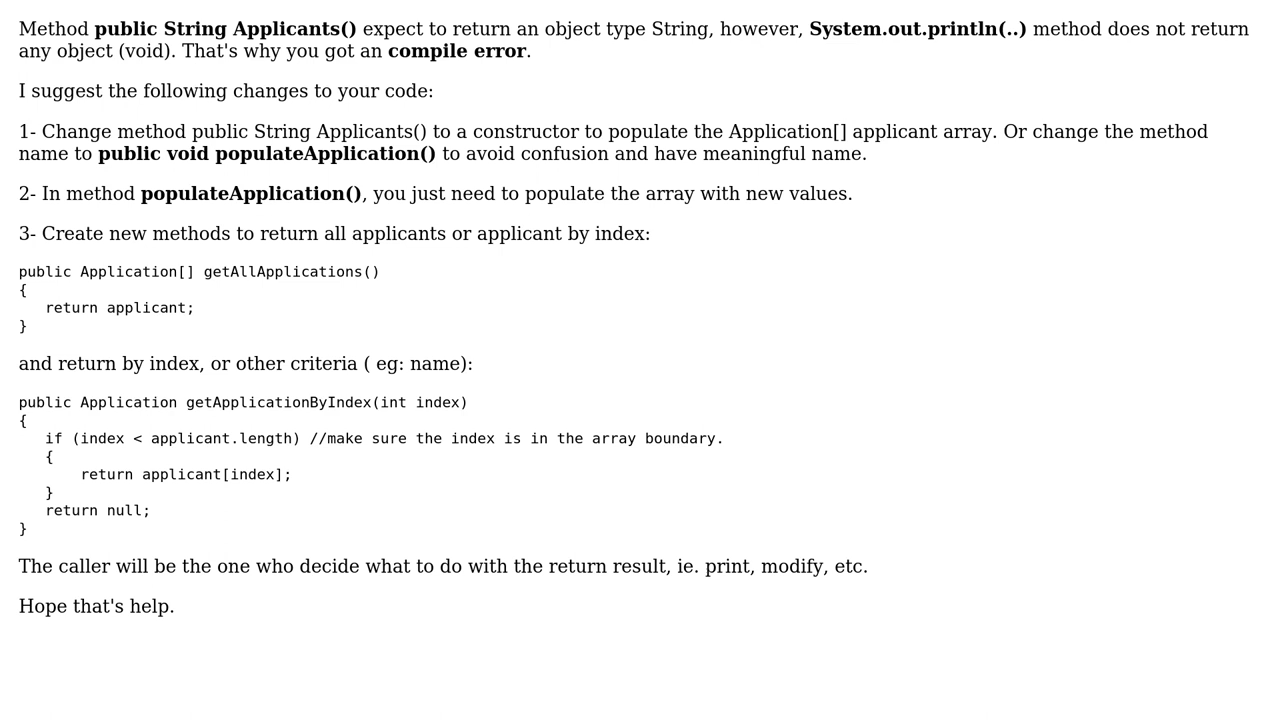 Method public String Applicants() expect to return an object type String, however, System.out.println(..) method does not return
any object (void). That's why you got an compile error.
I suggest the following changes to your code:
1- Change method public String Applicants() to a constructor to populate the Application[] applicant array. Or change the method
name to public void populateApplication() to avoid confusion and have meaningful name.
2- In method populateApplication(), you just need to populate the array with new values.
3- Create new methods to return all applicants or applicant by index:
public Application[] getAllApplications()
{
   return applicant;
}
and return by index, or other criteria ( eg: name):
public Application getApplicationByIndex(int index)
{
   if (index < applicant.length) //make sure the index is in the array boundary.
   {
       return applicant[index];
   }
   return null;
}
The caller will be the one who decide what to do with the return result, ie. print, modify, etc.
Hope that's help.